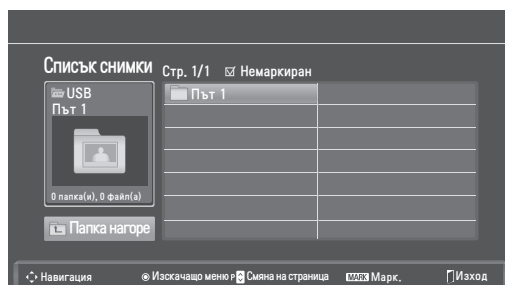 Списък снимки Стр. 1/1 Немаркиран
USB
Път 1
Път 1
0 папка(и), 0 файл(а)
Папка нагоре
Навигация Изскачащо меню P Смяна на страница MARK Марк. Изход